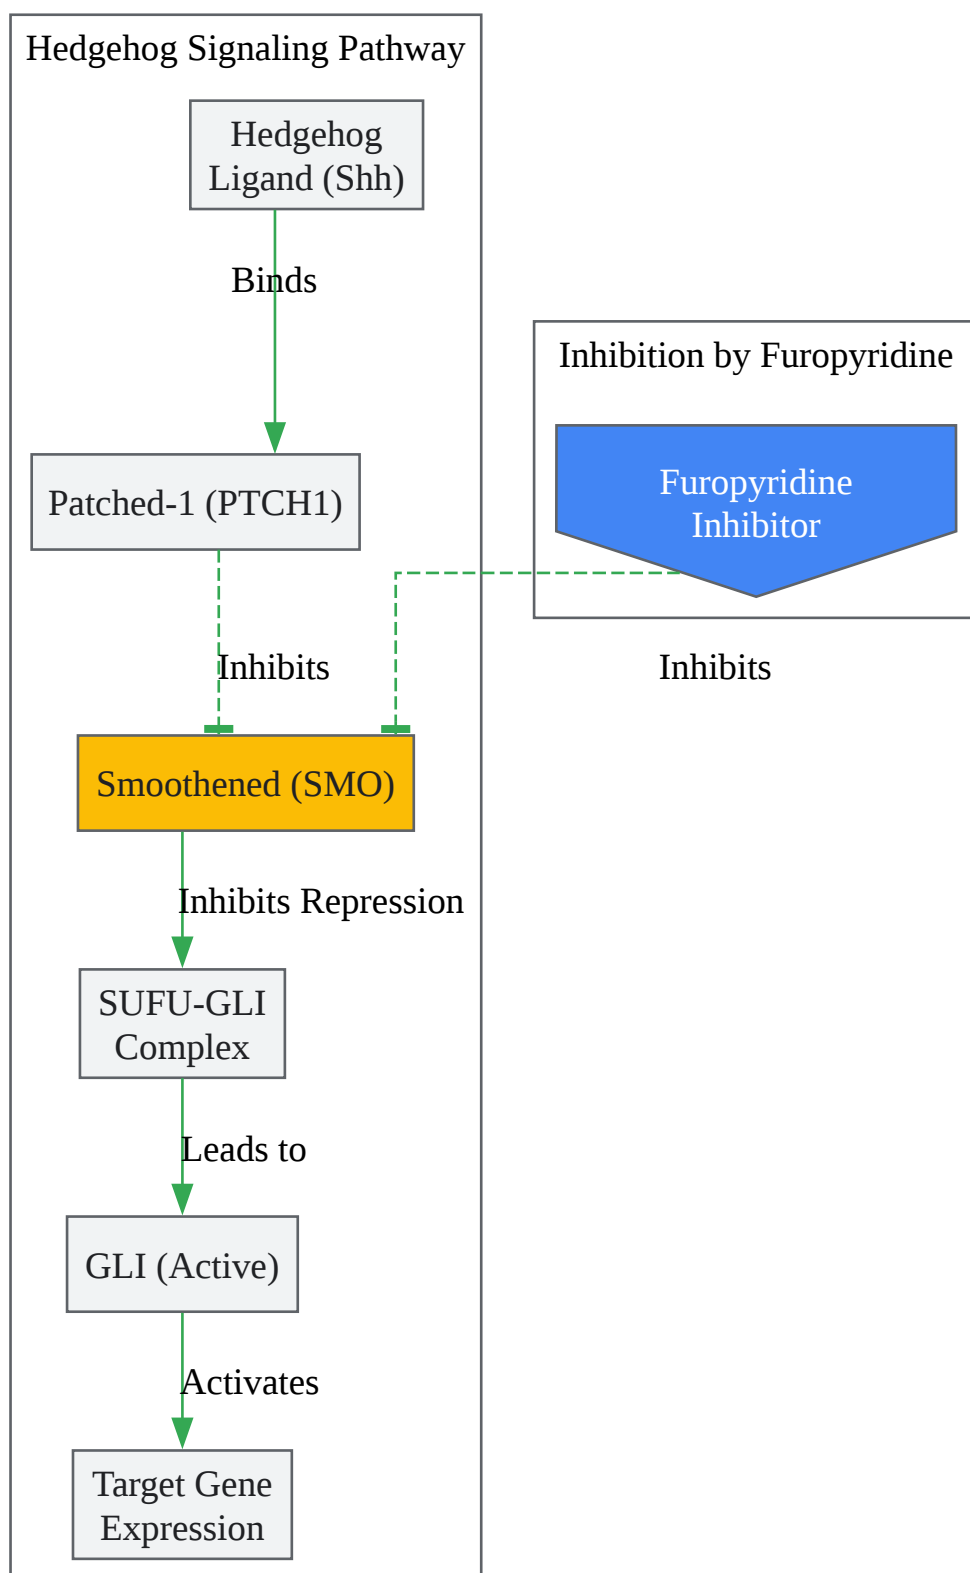 Hedgehog Signaling Pathway
Hedgehog
Ligand (Shh)
Binds
Inhibition by Furopyridine
Furopyridine
Inhibitor
Patched-1 (PTCH1)
Inhibits
Inhibits
Smoothened (SMO)
Inhibits Repression
SUFU-GLI
Complex
Leads to
GLI (Active)
Activates
Target Gene
Expression